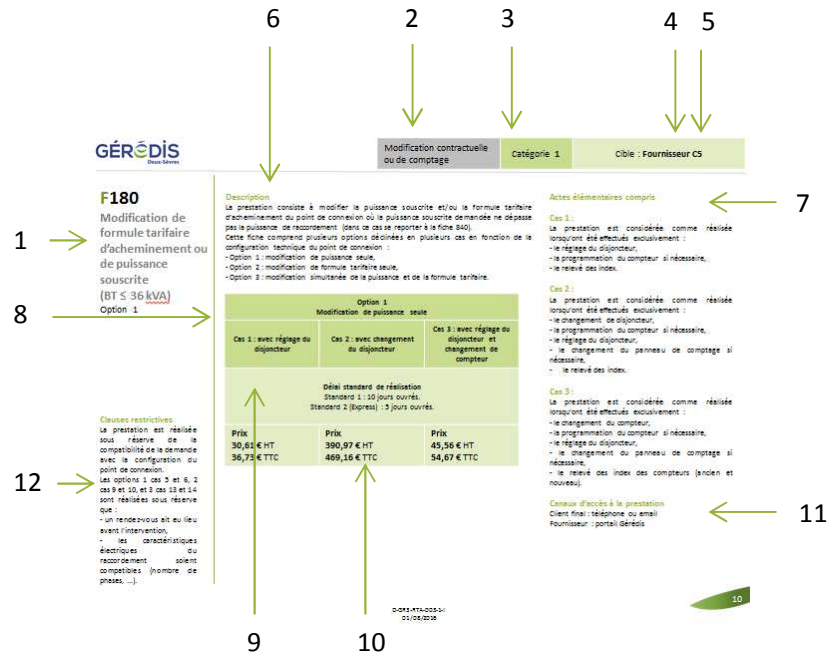 6
2
3
4
5
GÉRÉDIS
Deux-Sèvres
Modification contractuelle
ou de comptage
Catégorie 1
Cible : Fournisseur C5
F180
Modification de
formule tarifaire
d'acheminement ou
de puissance
souscrite
(BT ≤ 36 kVA)
Option 1
1
8
Clauses restrictives
La prestation est réalisée
sous réserve de la
compatibilité de la demande
avec la configuration du
point de connexion.
Les options 1 cas 5 et 6, 2
cas 9 et 10, et 3 cas 13 et 14
sont réalisées sous réserve
que :
- un rendez-vous ait eu lieu
avant l'intervention,
- les caractéristiques
électriques du
raccordement soient
compatibles (nombre de
phases, …).
12
Description
La prestation consiste à modifier la puissance souscrite et/ou la formule tarifaire
d'acheminement du point de connexion où la puissance souscrite demandée ne dépasse
pas la puissance de raccordement (dans ce cas se reporter à la fiche 840).
Cette fiche comprend plusieurs options déclinées en plusieurs cas en fonction de la
configuration technique du point de connexion :
- Option 1 : modification de puissance seule,
- Option 2 : modification de formule tarifaire seule,
- Option 3 : modification simultanée de la puissance et de la formule tarifaire.
Option 1
Modification de puissance seule
Cas 1 : avec réglage du
disjoncteur
Cas 2 : avec changement
du disjoncteur
Cas 3 : avec réglage du
disjoncteur et
changement de
compteur
Délai standard de réalisation
Standard 1 : 10 jours ouvrés.
Standard 2 (Express) : 5 jours ouvrés.
Prix
30,61 € HT
36,73 € TTC
Prix
390,97 € HT
469,16 € TTC
Prix
45,56 € HT
54,67 € TTC
Actes élémentaires compris
Cas 1 :
La prestation est considérée comme réalisée
lorsqu'ont été effectués exclusivement :
- le réglage du disjoncteur,
- la programmation du compteur si nécessaire,
- le relevé des index.
Cas 2 :
La prestation est considérée comme réalisée
lorsqu'ont été effectués exclusivement :
- le changement de disjoncteur,
- la programmation du compteur si nécessaire,
- le réglage du disjoncteur,
- le changement du panneau de comptage si
nécessaire,
- le relevé des index.
Cas 3 :
La prestation est considérée comme réalisée
lorsqu'ont été effectués exclusivement :
- le changement du compteur,
- la programmation du compteur si nécessaire,
- le réglage du disjoncteur,
- le changement du panneau de comptage si
nécessaire,
- le relevé des index des compteurs (ancien et
nouveau).
Canaux d'accès à la prestation
Client final : téléphone ou email
Fournisseur : portail Gérédis
7
11
10
D-GR3-RTA-003-1-I
01/08/2016
9
10